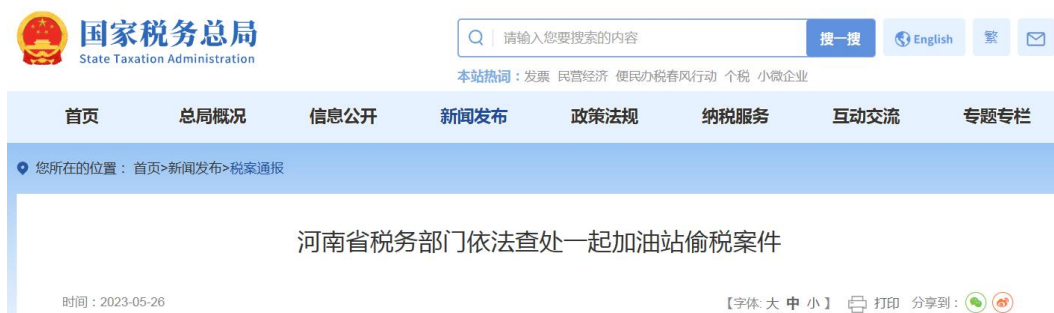 国家税务总局
State Taxation Administration
请输入您要搜索的内容
搜一搜
English
繁
本站热词：发票 民营经济 便民办税春风行动 个税 小微企业
首页 总局概况 信息公开 新闻发布 政策法规 纳税服务 互动交流 专题专栏
您所在的位置： 首页>新闻发布>税案通报
河南省税务部门依法查处一起加油站偷税案件
时间：2023-05-26
【字体: 大 中 小 】 打印 分享到：